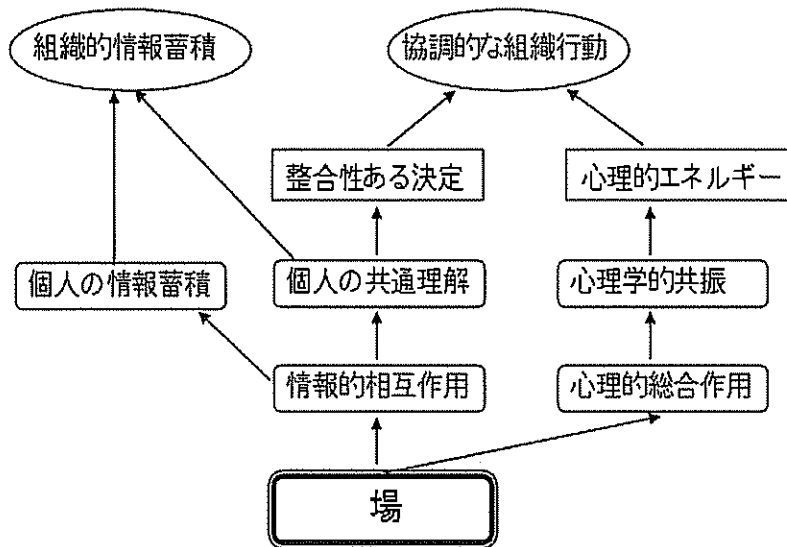 組織的情報蓄積
協調的な組織行動
整合性ある決定
心理的エネルギー
個人の情報蓄積
個人の共通理解
心理学的共振
情報的相互作用
心理的総合作用
場